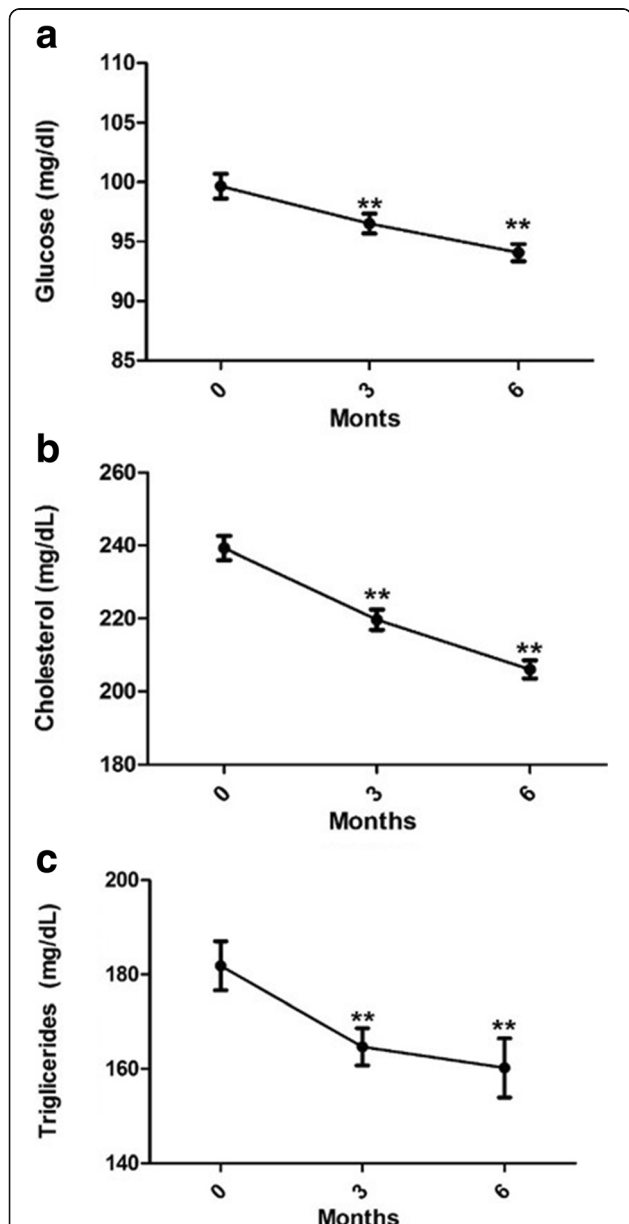 a
110
105
100
95
90
85
Glucose (mg/dl)
**
**
0 3 6
Monts
b
260
240
220
200
180
Cholesterol (mg/dL)
**
**
0 3 6
Months
c
200
180
160
140
Triglicerides (mg/dL)
**
**
0 3 6
Months